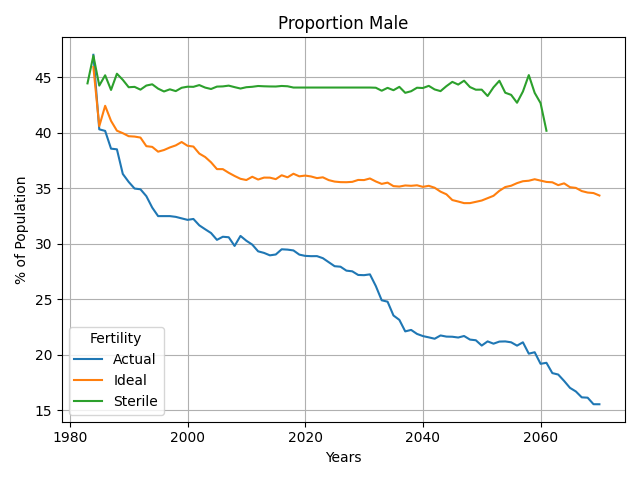 Proportion Male
% of Population
45
40
35
30
25
20
15
Fertility
Actual
Ideal
Sterile
1980
2000
2020
2040
2060
Years